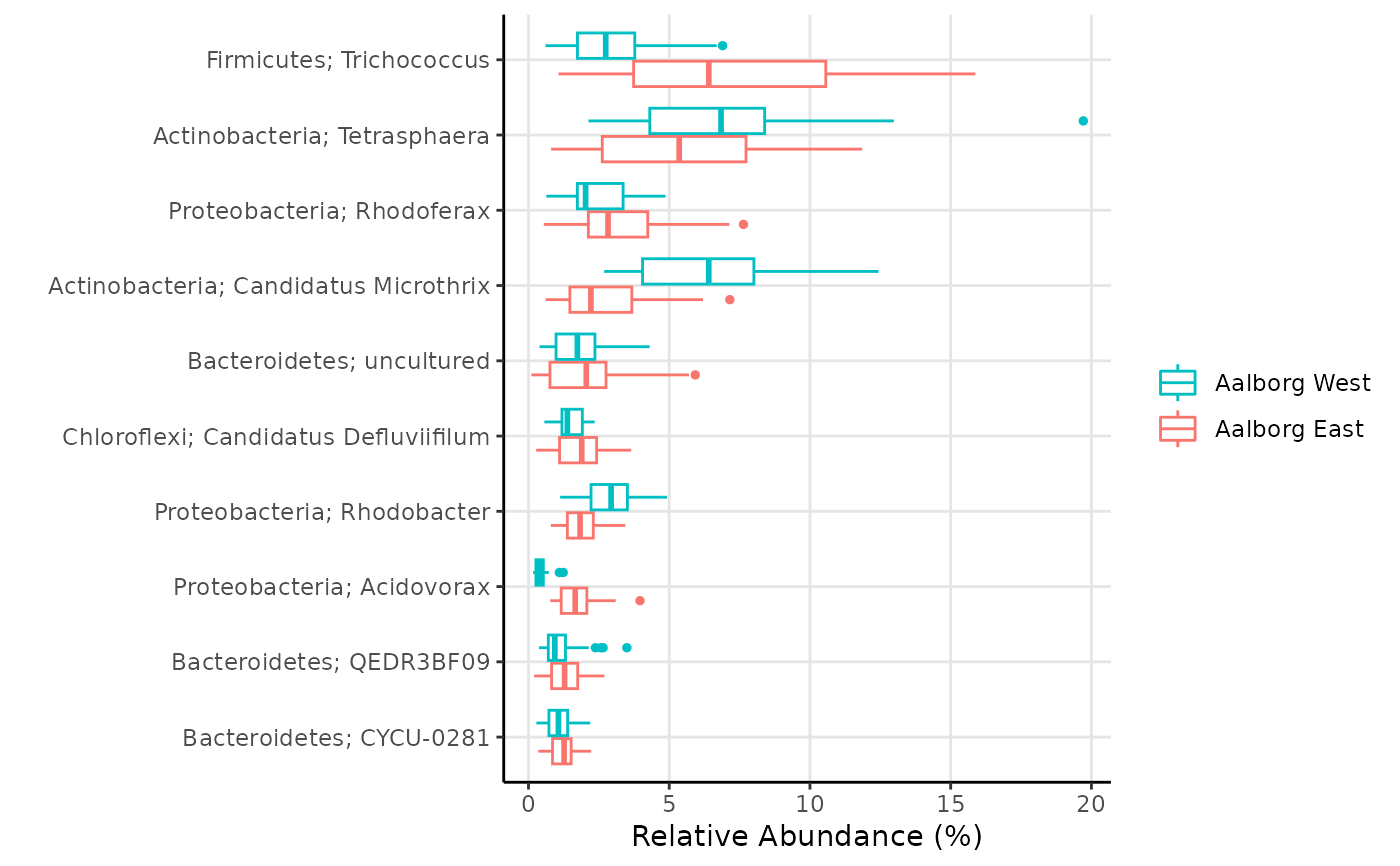 Firmicutes; Trichococcus
Actinobacteria; Tetrasphaera
Proteobacteria; Rhodoferax
Actinobacteria; Candidatus Microthrix
Bacteroidetes; uncultured
Chloroflexi; Candidatus Defluviifilum
Proteobacteria; Rhodobacter
Proteobacteria; Acidovorax
Bacteroidetes; QEDR3BF09
Bacteroidetes; CYCU-0281
0 5 10 15 20
Relative Abundance (%)
Aalborg West
Aalborg East